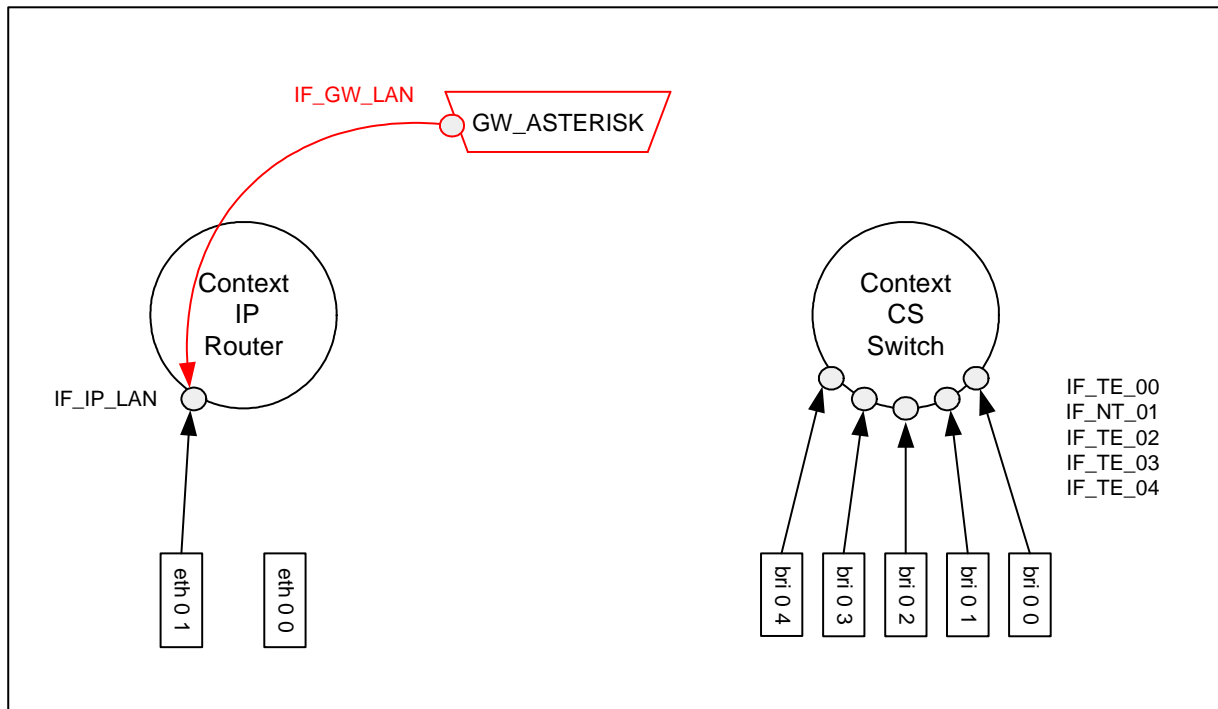 IF_GW_LAN
GW_ASTERISK
Context
IP
Router
Context
CS
Switch
IF_IP_LAN
IF_TE_00
IF_NT_01
IF_TE_02
IF_TE_03
IF_TE_04
eth 0 1
eth 0 0
bri 0 4
bri 0 3
bri 0 2
bri 0 1
bri 0 0